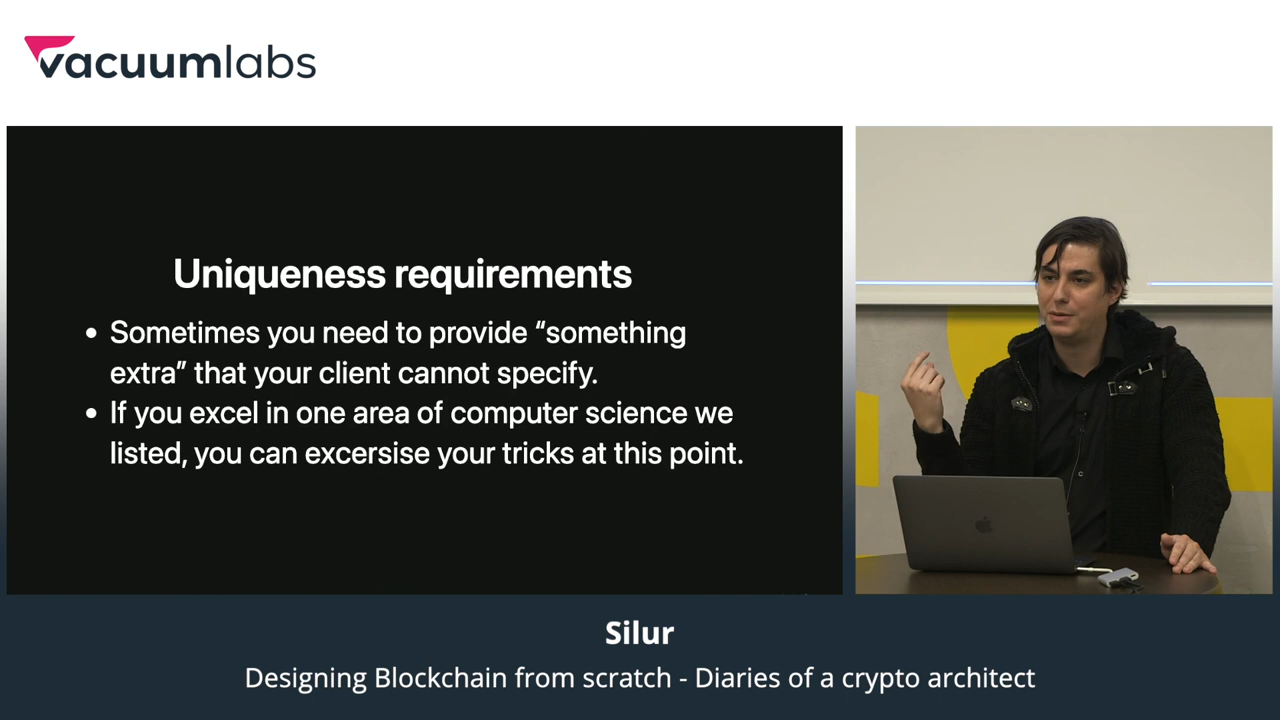 vacuumlabs
Uniqueness requirements
• Sometimes you need to provide “something
extra” that your client cannot specify.
• If you excel in one area of computer science we
listed, you can excersise your tricks at this point.
Silur
Designing Blockchain from scratch - Diaries of a crypto architect